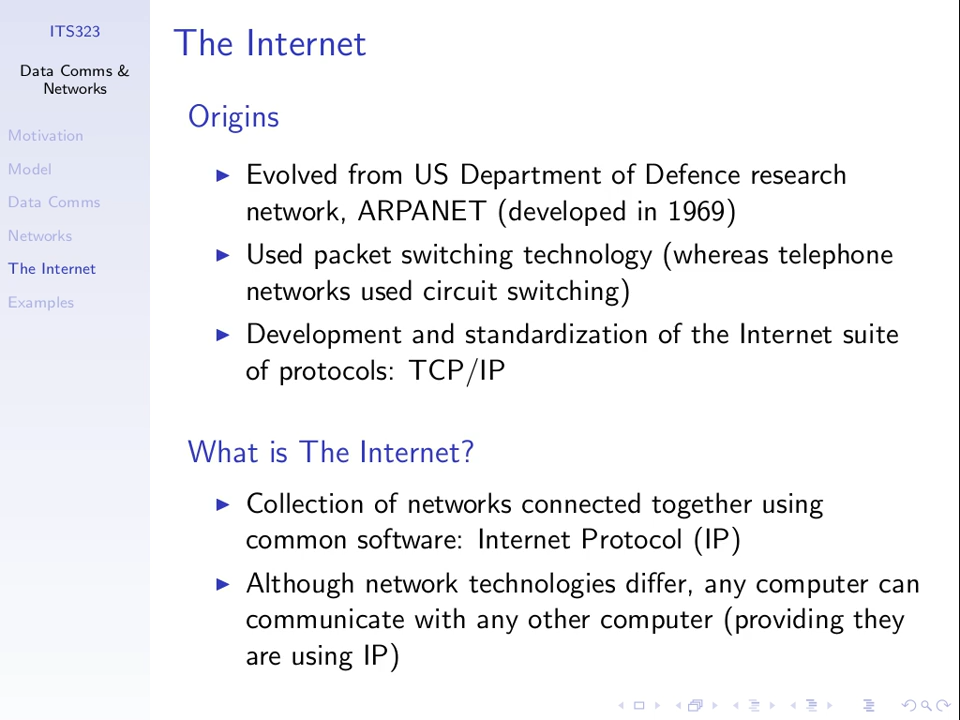 ITS323
Data Comms &
Networks
Motivation
Model
Data Comms
Networks
The Internet
Examples
The Internet
Origins
Evolved from US Department of Defence research
network, ARPANET (developed in 1969)
Used packet switching technology (whereas telephone
networks used circuit switching)
Development and standardization of the Internet suite
of protocols: TCP/IP
What is The Internet?
Collection of networks connected together using
common software: Internet Protocol (IP)
Although network technologies differ, any computer can
communicate with any other computer (providing they
are using IP)